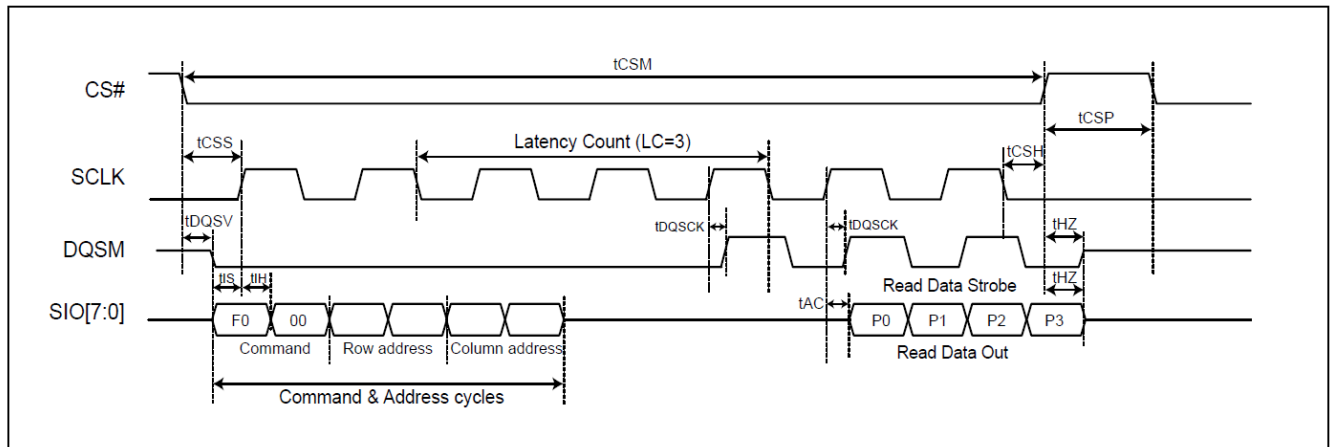 tCSM
CS#
tCSP
tCSS
Latency Count (LC=3)
tCSH
SCLK
tDQSV
tDQSCK
tDQSCK
tHZ
DQSM
tIS
tIH
Read Data Strobe
tHZ
tAC
SIO[7:0]
F0
00
P0
P1
P2
P3
Command
Row address
Column address
Read Data Out
Command & Address cycles